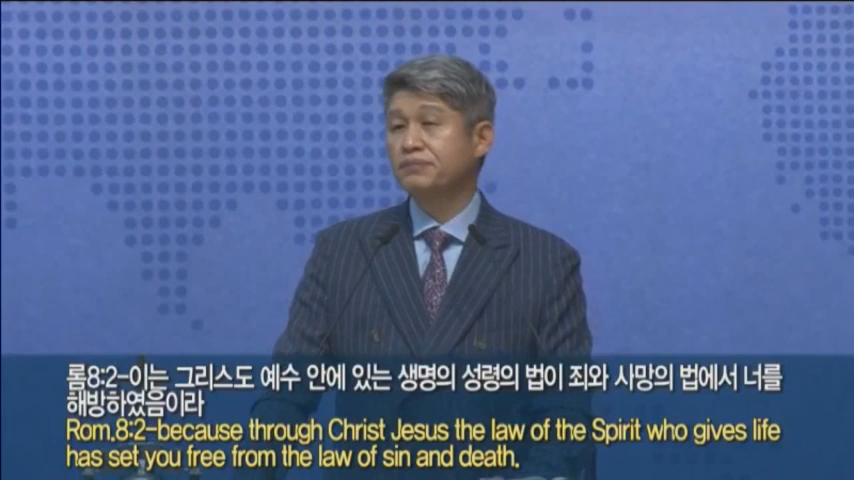 롬8:2-이는 그리스도 예수 안에 있는 생명의 성령의 법이 죄와 사망의 법에서 너를
해방하였음이라
Rom.8:2-because through Christ Jesus the law of the Spirit who gives life
has set you free from the law of sin and death.